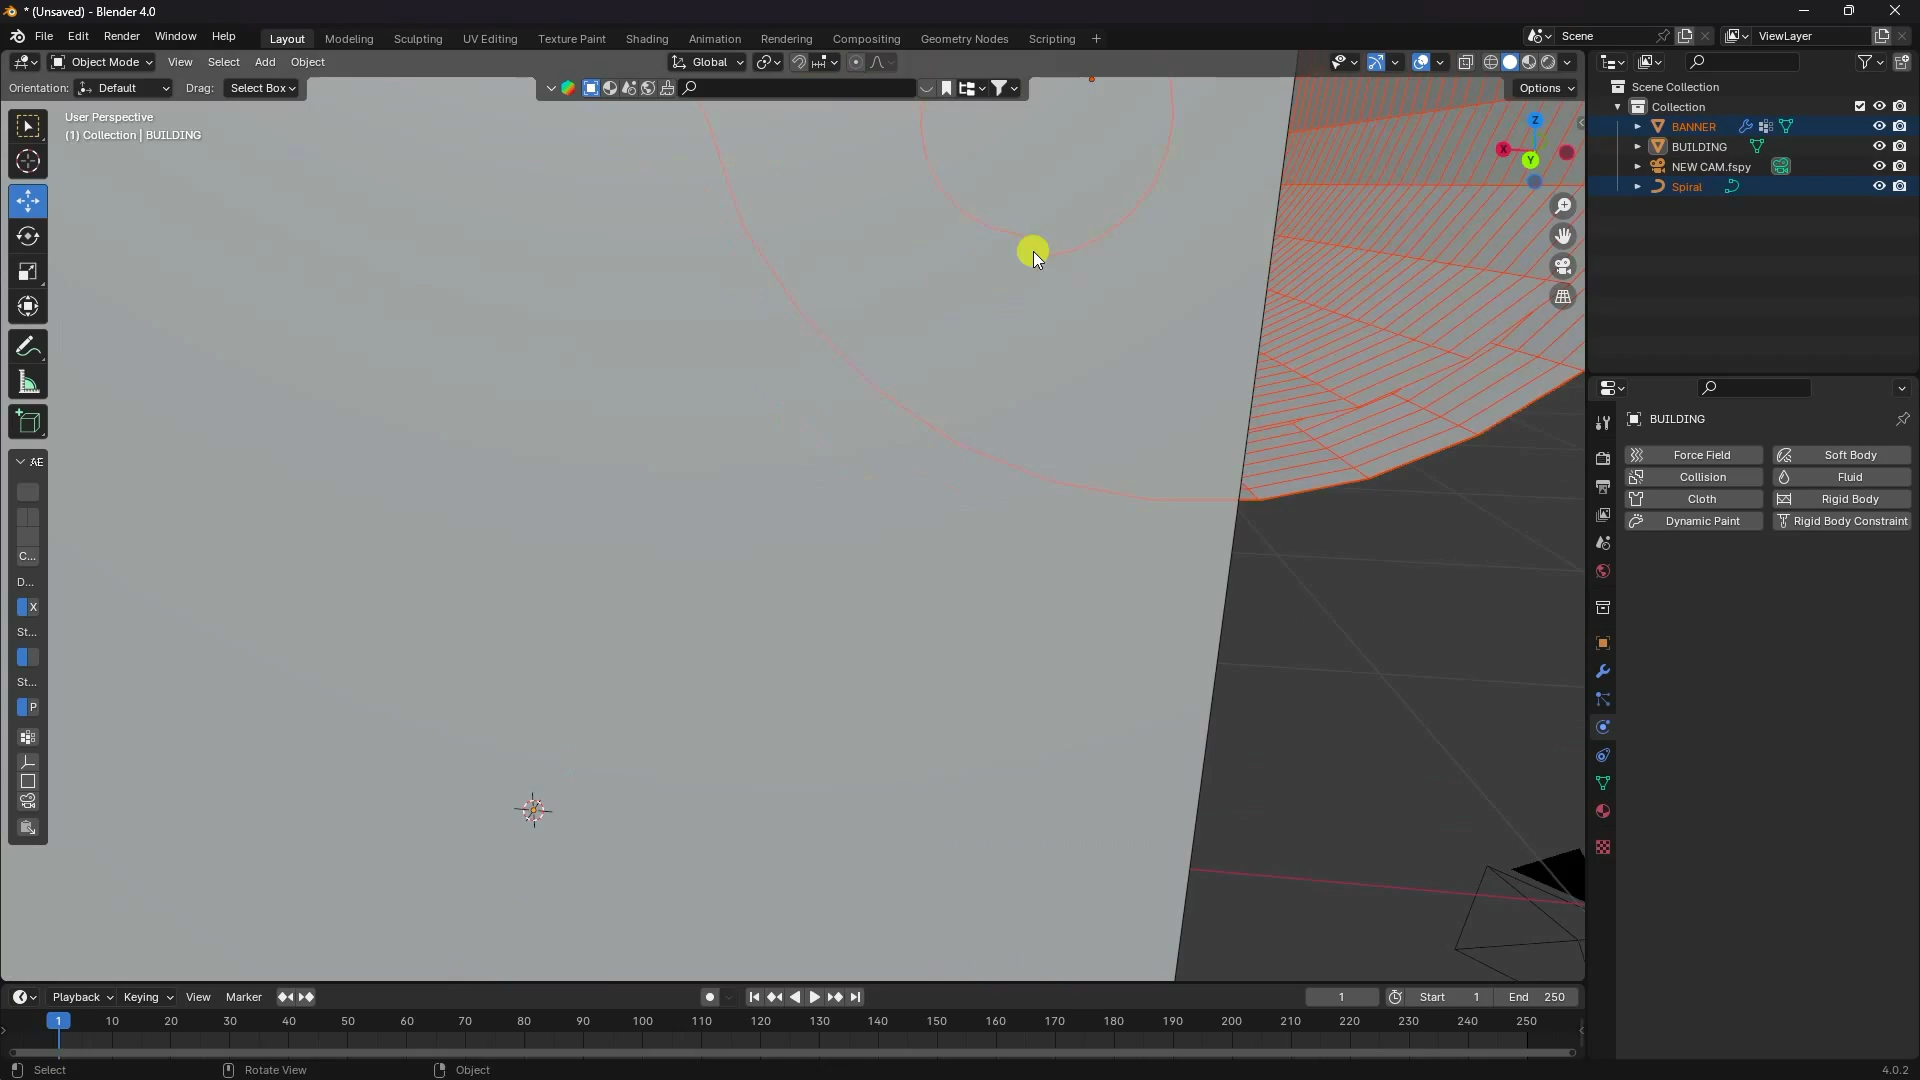 * (Unsaved) - Blender 4.0
File Edit Render Window Help Layout Modeling Sculpting UV Editing Texture Paint Shading Animation Rendering Compositing Geometry Nodes Scripting + Scene ViewLayer
Object Mode View Select Add Object Global
Orientation: Default Drag: Select Box Options
User Perspective
(1) Collection | BUILDING
Z
X
Y
Scene Collection
Collection
BANNER
BUILDING
NEW CAM.fspy
Spiral
AE
C...
D...
X
St...
St...
P
BUILDING
Force Field Soft Body
Collision Fluid
Cloth Rigid Body
Dynamic Paint Rigid Body Constraint
Playback Keying View Marker 1 Start 1 End 250
1 10 20 30 40 50 60 70 80 90 100 110 120 130 140 150 160 170 180 190 200 210 220 230 240 250
Select Rotate View Object 4.0.2